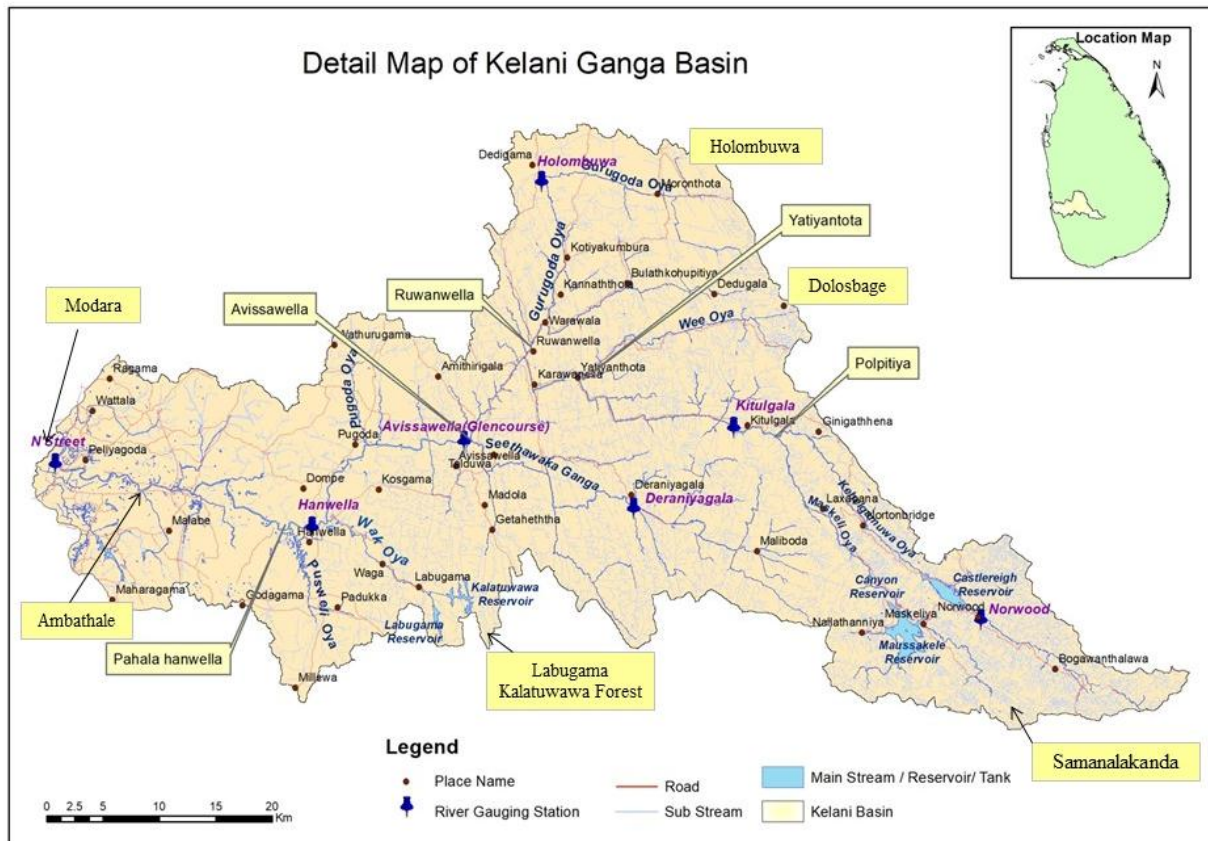 Detail Map of Kelani Ganga Basin
Location Map
N
Holombuwa
Dedigama
Holombuwa
Gurugoda Oya
Moronthota
Yatiyantota
Kotiyakumbura
Gurugoda Oya
Bulathkohupitiya
Kannaththota
Dedugala
Dolosbage
Modara
Avissawella
Ruwanwella
Warawala
Wee Oya
Wathurugama
Ruwanwella
Amithirigala
Karawanella
Yatiyanthota
Polpitiya
Ragama
Wattala
Pugoda Oya
Kitulgala
Kitulgala
Ginigathhena
N'Street
Peliyagoda
Pugoda
Avissawella(Glencourse)
Seethawaka Ganga
Avissawella
Talduwa
Dompe
Kosgama
Deraniyagala
Deraniyagala
Hanwella
Madola
Laxapana
Kehelgamuwa Oya
Maskeli Oya
Nortonbridge
Malabe
Hanwella
Wak Oya
Getaheththa
Maliboda
Waga
Labugama
Kalatuwawa
Reservoir
Canyon
Reservoir
Castlereigh
Reservoir
Maharagama
Godagama
Pusweli Oya
Padukka
Labugama
Reservoir
Maskeliya
Norwood
Norwood
Nallathanniya
Maussakele
Reservoir
Ambathale
Pahala hanwella
Millewa
Labugama
Kalatuwawa Forest
Bogawanthalawa
Samanalakanda
Legend
Place Name
River Gauging Station
Road
Sub Stream
Main Stream / Reservoir/ Tank
Kelani Basin
0 2.5 5 10 15 20
Km